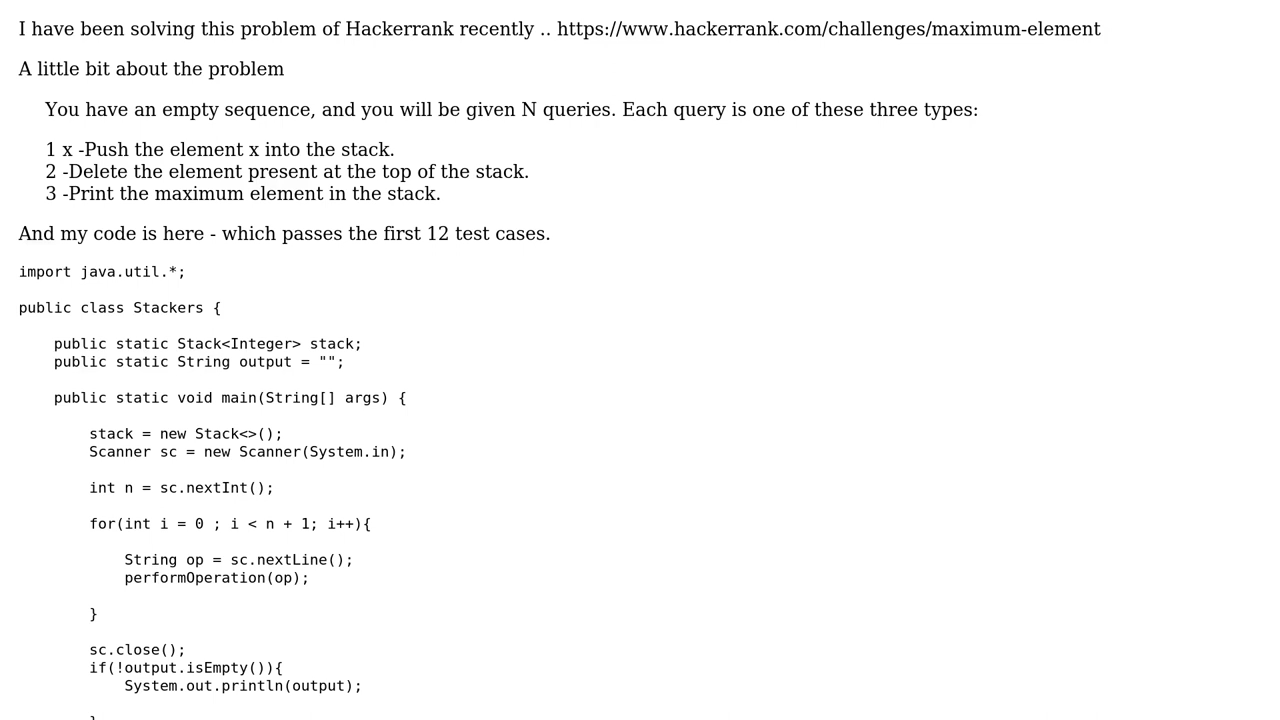 I have been solving this problem of Hackerrank recently .. https://www.hackerrank.com/challenges/maximum-element
A little bit about the problem
You have an empty sequence, and you will be given N queries. Each query is one of these three types:
1 x -Push the element x into the stack.
2 -Delete the element present at the top of the stack.
3 -Print the maximum element in the stack.
And my code is here - which passes the first 12 test cases.
import java.util.*;
public class Stackers {
public static Stack<Integer> stack;
public static String output = "";
public static void main(String[] args) {
stack = new Stack<>();
Scanner sc = new Scanner(System.in);
int n = sc.nextInt();
for(int i = 0 ; i < n + 1; i++){
String op = sc.nextLine();
performOperation(op);
}
sc.close();
if(!output.isEmpty()){
System.out.println(output);
}